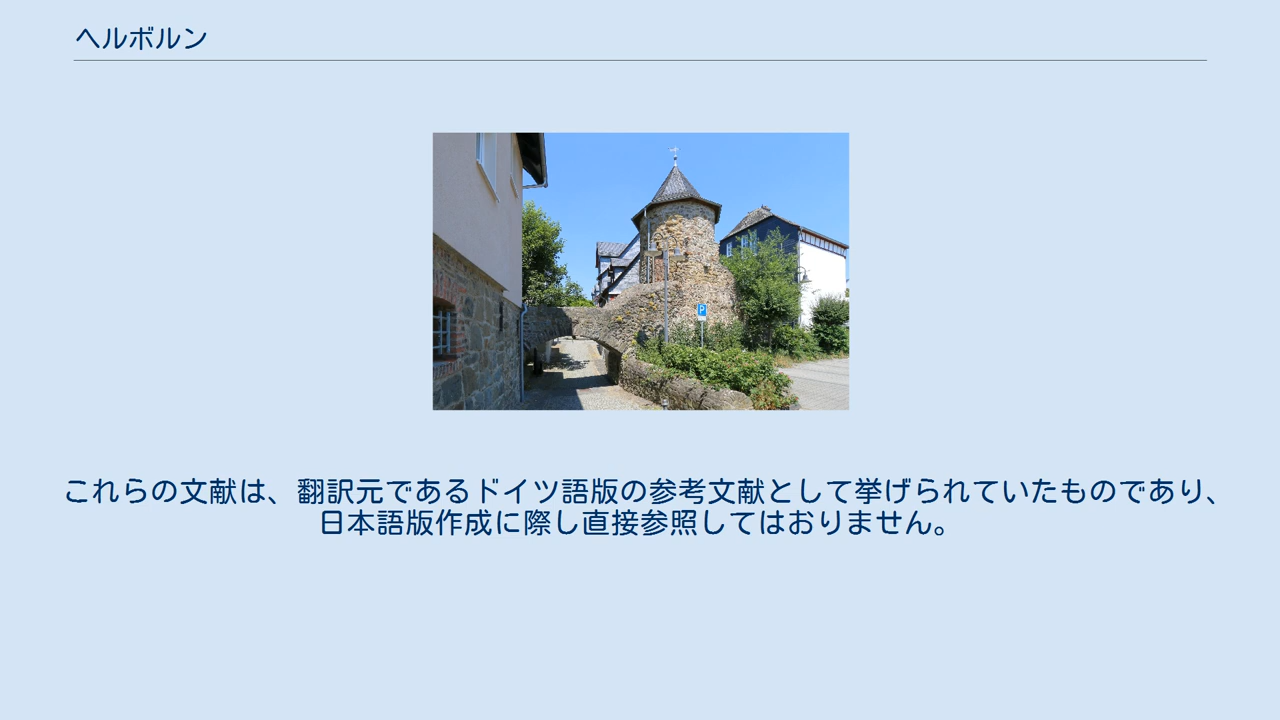 ヘルボルン
P
これらの文献は、翻訳元であるドイツ語版の参考文献として挙げられていたものであり、
日本語版作成に際し直接参照してはおりません。